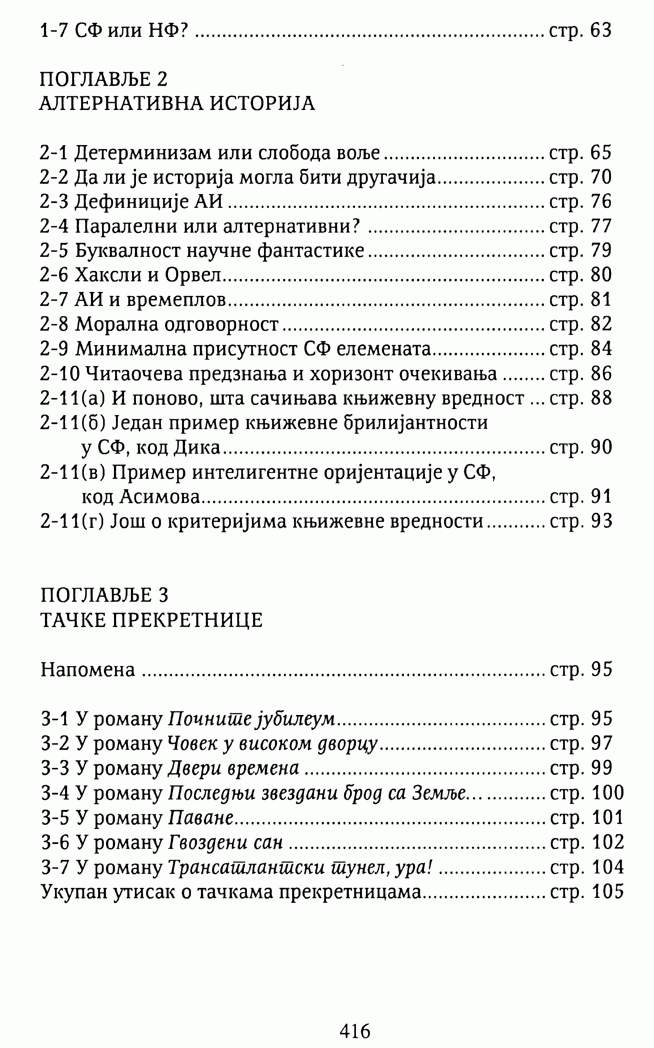 1-7 СФ или НФ? ........................................................ стр. 63
ПОГЛАВЉЕ 2
АЛТЕРНАТИВНА ИСТОРИЈА
2-1 Детерминизам или слобода воље.......................... стр. 65
2-2 Да ли је историја могла бити другачија................. стр. 70
2-3 Дефиниције АИ ................................................... стр. 76
2-4 Паралелни или алтернативни? ............................ стр. 77
2-5 Буквалност научне фантастике............................. стр. 79
2-6 Хаксли и Орвел.................................................... стр. 80
2-7 АИ и времеплов.................................................... стр. 81
2-8 Морална одговорност........................................... стр. 82
2-9 Минимална присутност СФ елемената.................. стр. 84
2-10 Читаочева предзнања и хоризонт очекивања ....... стр. 86
2-11(а) И поново, шта сачињава књижевну вредност ... стр. 88
2-11(б) Један пример књижевне брилијантности
у СФ, код Дика..................................................... стр. 90
2-11(в) Пример интелигентне оријентације у СФ,
код Асимова........................................................ стр. 91
2-11(г) Још о критеријима књижевне вредности.......... стр. 93
ПОГЛАВЉЕ 3
ТАЧКЕ ПРЕКРЕТНИЦЕ
Напомена ................................................................. стр. 95
3-1 У роману Почните јубилеум.................................. стр. 95
3-2 У роману Човек у високом дворцу........................... стр. 97
3-3 У роману Двери времена ....................................... стр. 99
3-4 У роману Последњи звездани брод са Земље... .......... стр. 100
3-5 У роману Паване.................................................. стр. 101
3-6 У роману Гвоздени сан .......................................... стр. 102
3-7 У роману Трансатлантски тунел, ура! ................. стр. 104
Укупан утисак о тачкама прекретницама.................... стр. 105
416